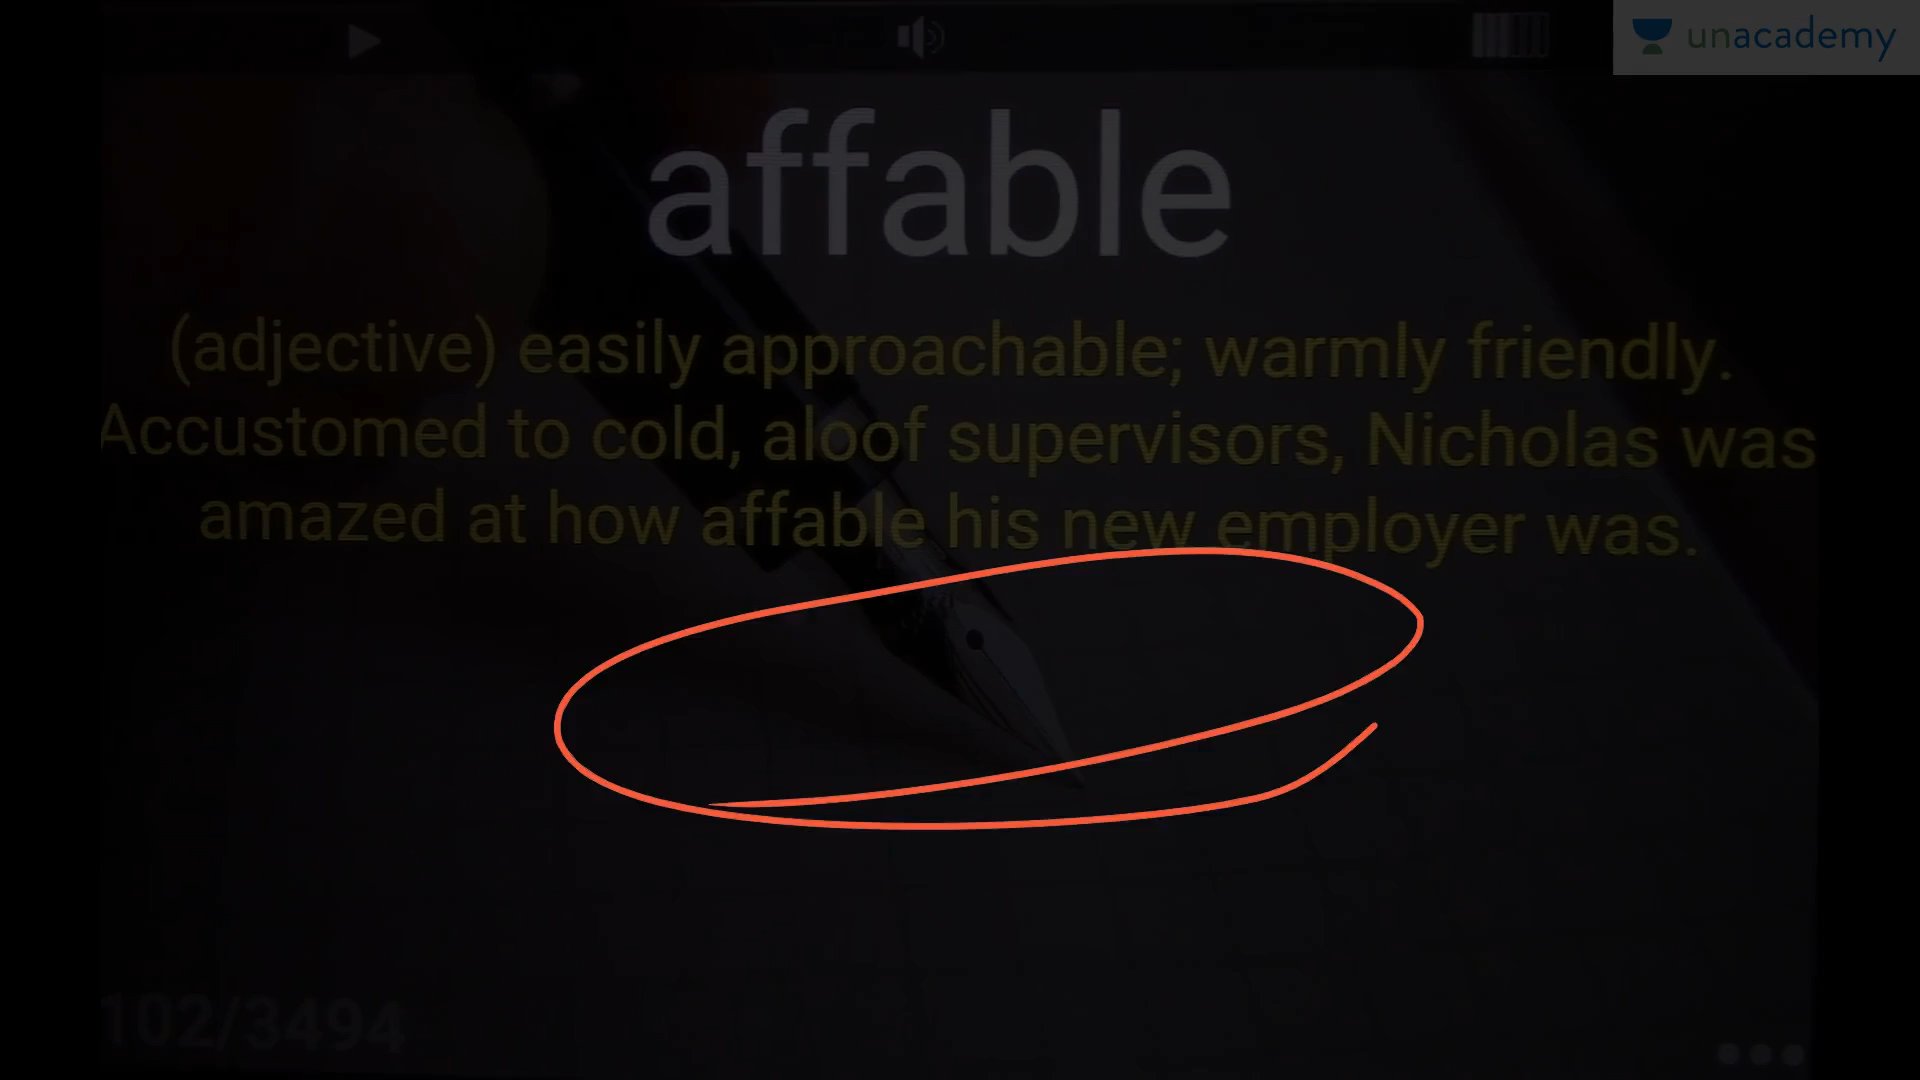 unacademy
affable
(adjective) easily approachable; warmly friendly.
Accustomed to cold, aloof supervisors, Nicholas was
amazed at how affable his new employer was.
102/3494